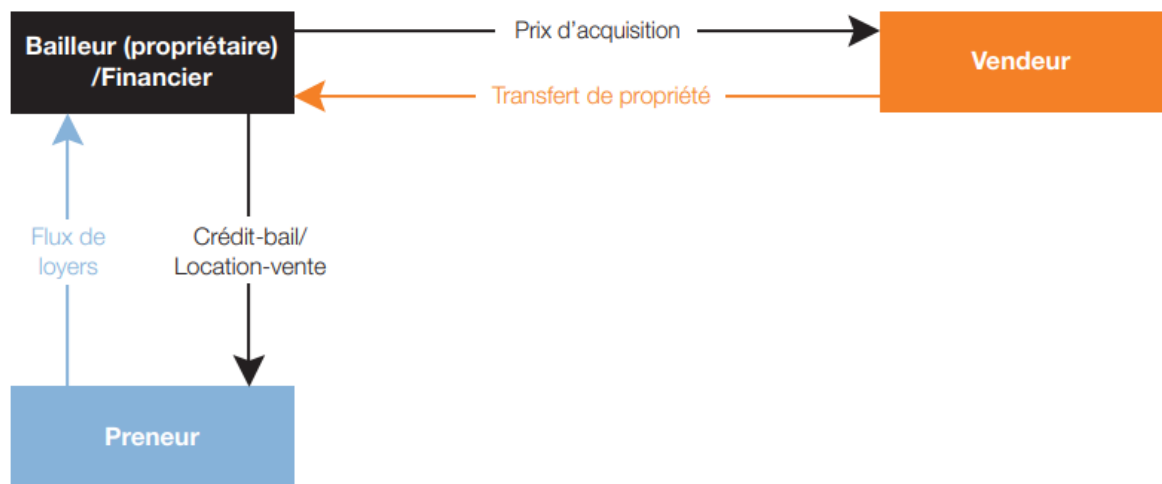 Bailleur (propriétaire)
/Financier
Prix d’acquisition
Vendeur
Transfert de propriété
Flux de
loyers
Crédit-bail/
Location-vente
Preneur